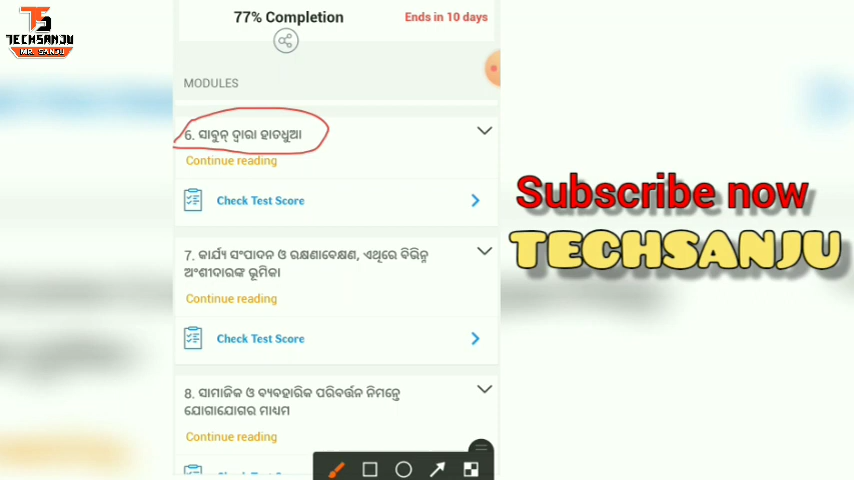 TECHSANJU
MR. SANJU
77% Completion
Ends in 10 days
MODULES
6. ସାବୁନ୍ ଦ୍ୱାରା ହାତଧୁଆ
Continue reading
Check Test Score
7. କାର୍ଯ୍ୟ ସଂପାଦନ ଓ ରକ୍ଷଣାବେକ୍ଷଣ, ଏଥିରେ ବିଭିନ୍ନ
ଅଂଶୀଦାରଙ୍କ ଭୂମିକା
Continue reading
Check Test Score
8. ସାମାଜିକ ଓ ବ୍ୟବହାରିକ ପରିବର୍ତ୍ତନ ନିମନ୍ତେ
ଯୋଗାଯୋଗର ମାଧ୍ୟମ
Continue reading
Subscribe now
TECHSANJU